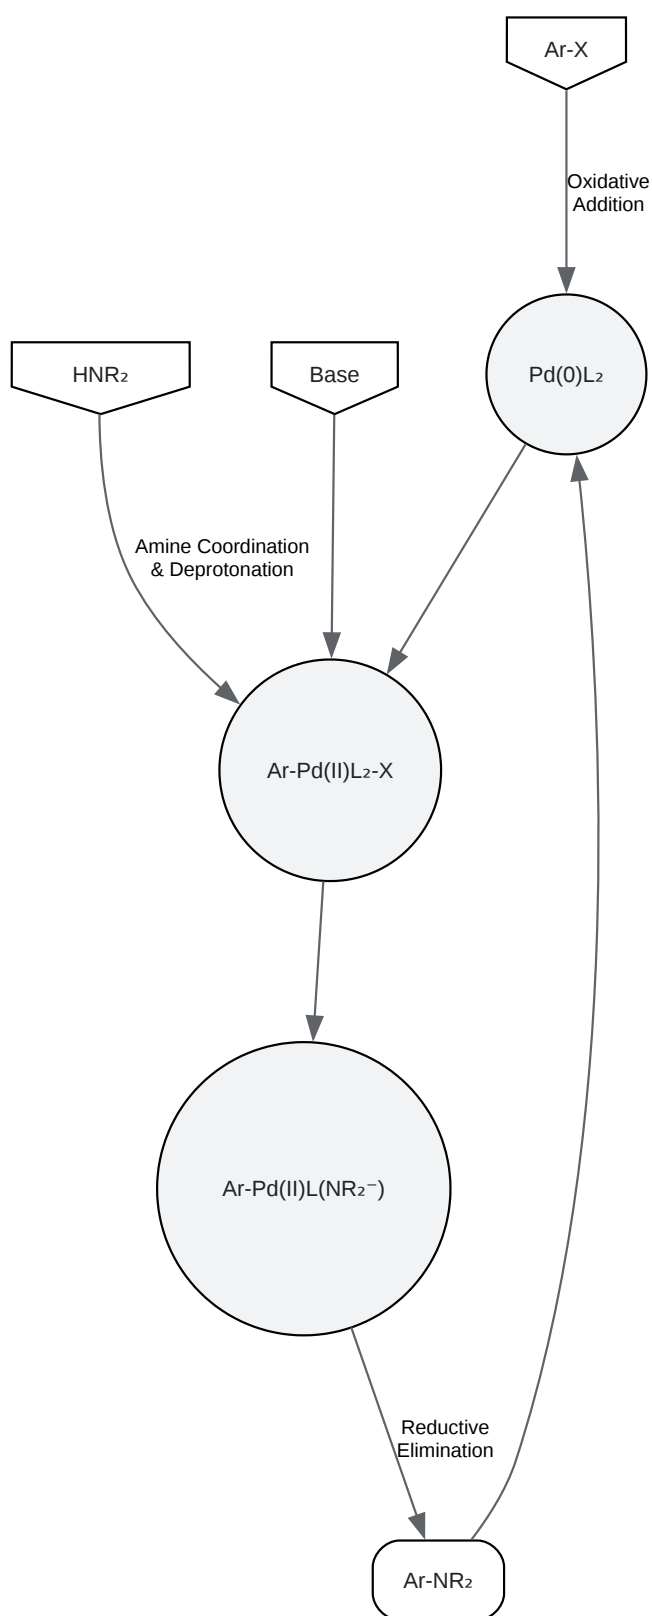 Ar-X
Oxidative
Addition
HNR₂
Base
Pd(0)L₂
Amine Coordination
& Deprotonation
Ar-Pd(II)L₂-X
Ar-Pd(II)L(NR₂⁻)
Reductive
Elimination
Ar-NR₂